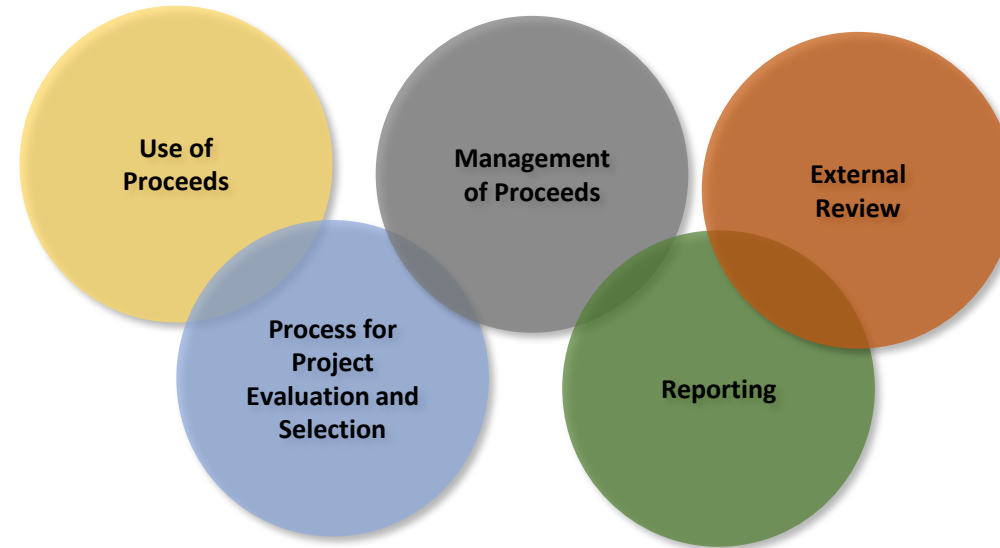 Use of
Proceeds
Process for
Project
Evaluation and
Selection
Management
of Proceeds
Reporting
External
Review